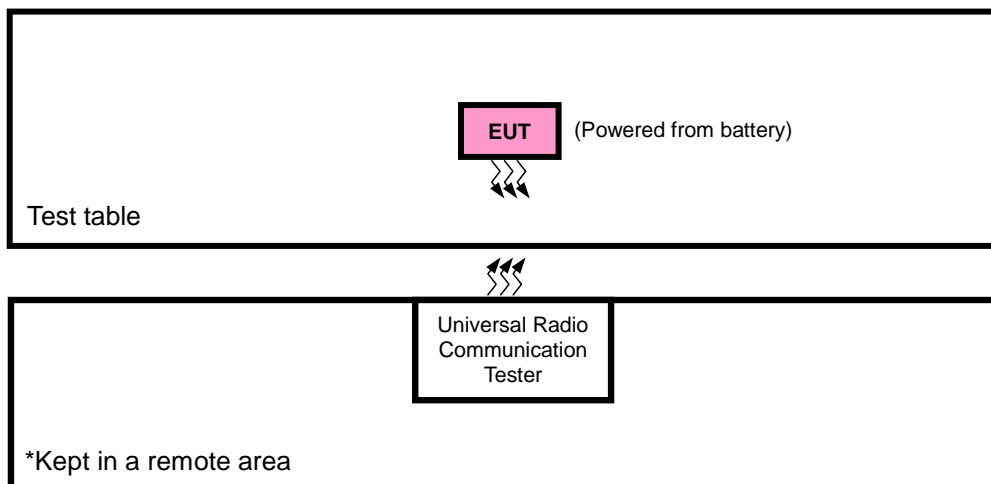 EUT
(Powered from battery)
Test table
Universal Radio
Communication
Tester
*Kept in a remote area